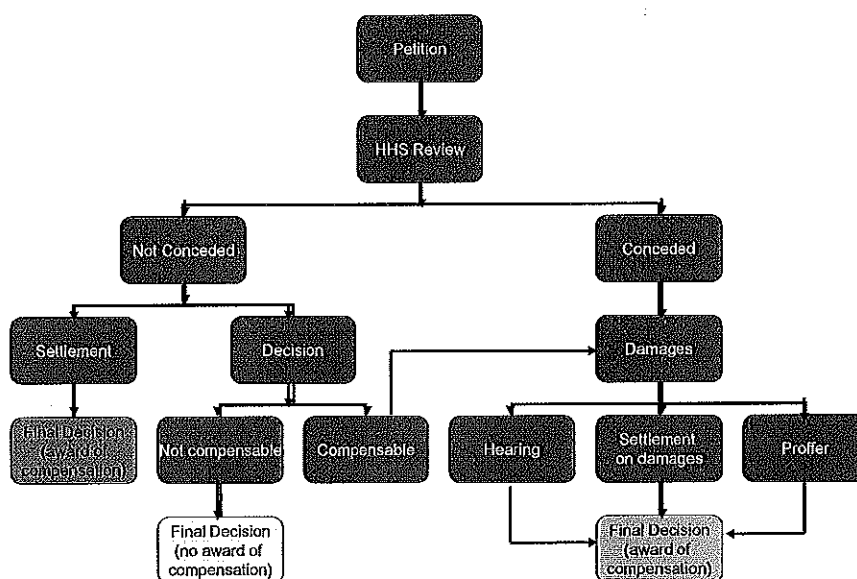 Petition
HHS Review
Not Conceded
Conceded
Settlement
Decision
Damages
Final Decision
(award of
compensation)
Not compensable
Compensable
Hearing
Settlement
on damages
Proffer
Final Decision
(no award of
compensation)
Final Decision
(award of
compensation)